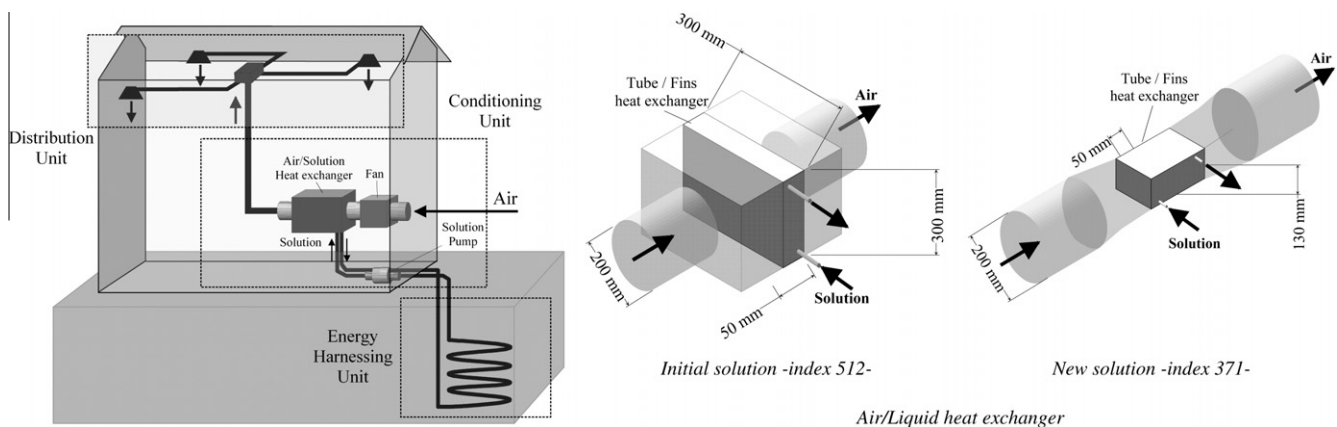 Distribution
Unit
Conditioning
Unit
Air/Solution
Heat exchanger
Fan
Air
Solution
Solution
Pump
Energy
Harnessing
Unit
300 mm
Tube / Fins
heat exchanger
Air
300 mm
200 mm
50 mm
Solution
Initial solution -index 512-
Tube / Fins
heat exchanger
Air
50 mm
200 mm
Solution
130 mm
New solution -index 371-
Air/Liquid heat exchanger